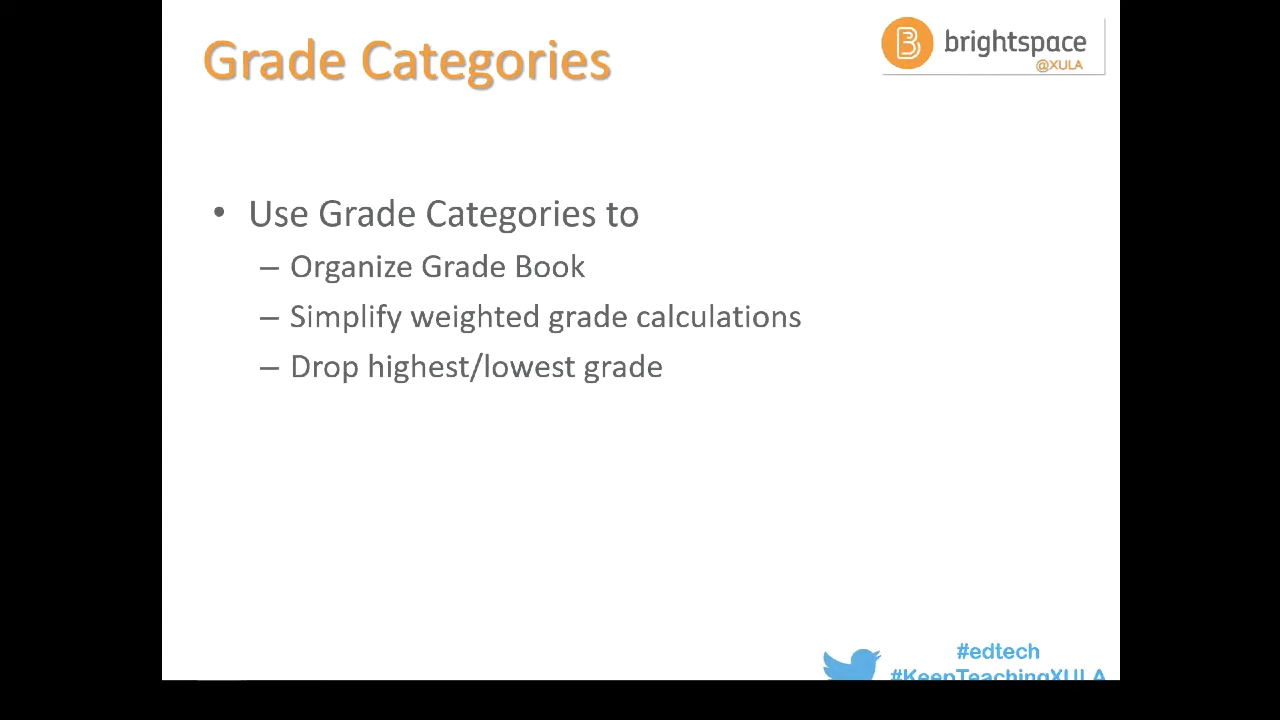 Grade Categories
brightspace
@XULA
• Use Grade Categories to
– Organize Grade Book
– Simplify weighted grade calculations
– Drop highest/lowest grade
#edtech
#KeepTeachingXULA